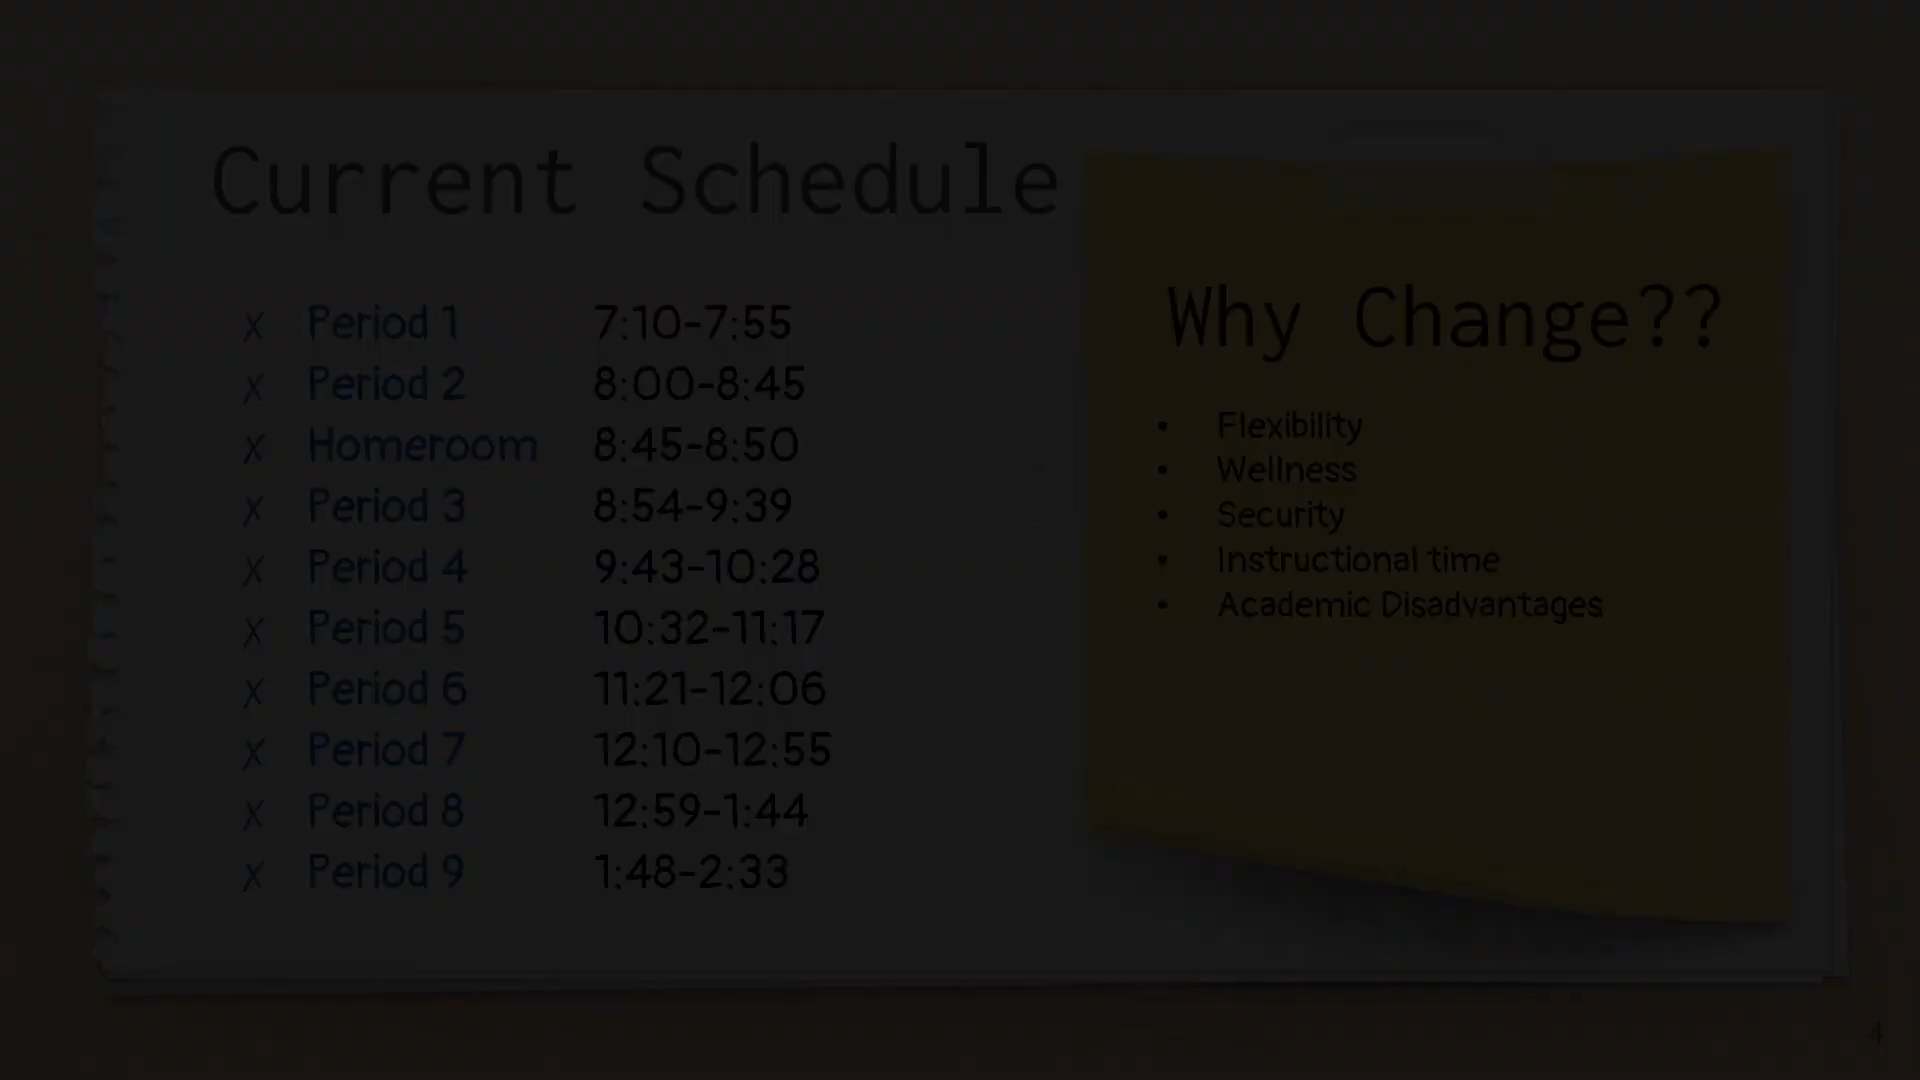 Current Schedule
X Period 1 7:10-7:55
X Period 2 8:00-8:45
X Homeroom 8:45-8:50
X Period 3 8:54-9:39
X Period 4 9:43-10:28
X Period 5 10:32-11:17
X Period 6 11:21-12:06
X Period 7 12:10-12:55
X Period 8 12:59-1:44
X Period 9 1:48-2:33
Why Change??
• Flexibility
• Wellness
• Security
• Instructional time
• Academic Disadvantages
4